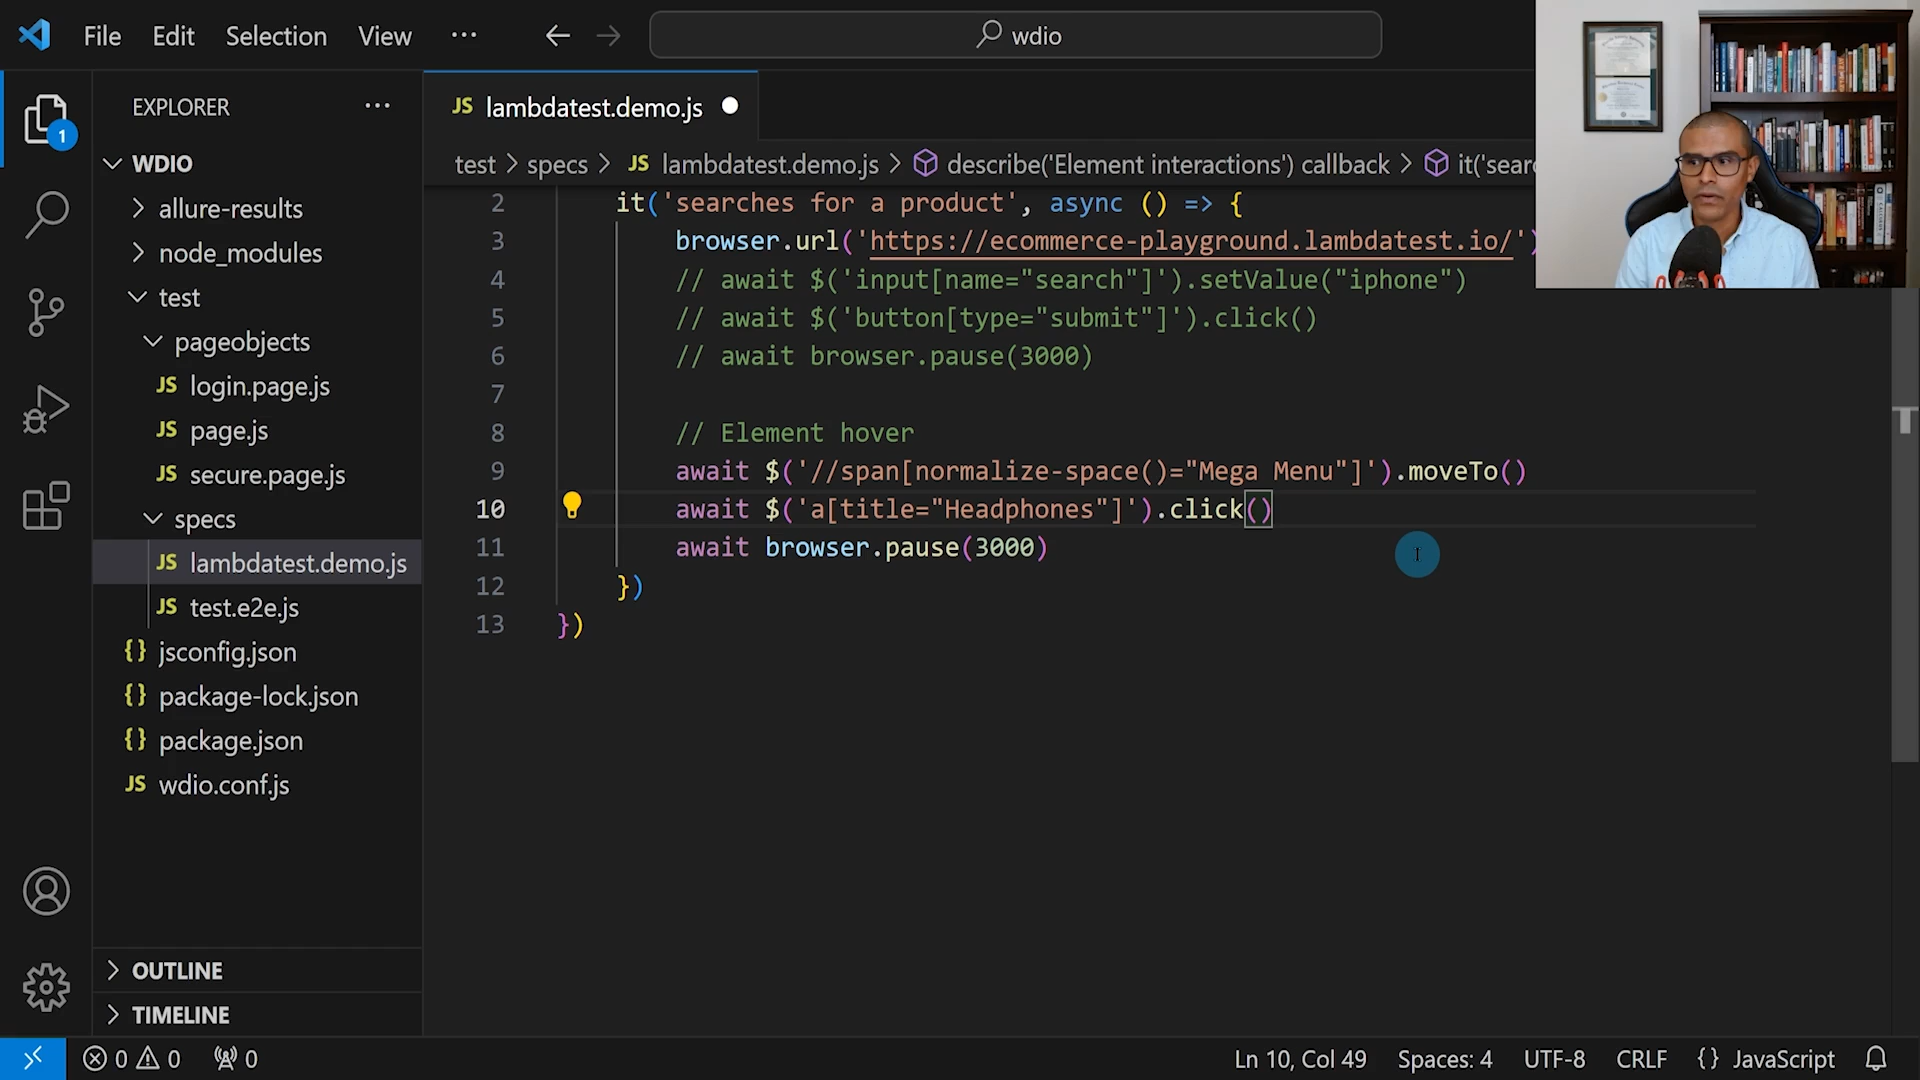 File Edit Selection View ··· wdio
EXPLORER ···
WDIO
allure-results
node_modules
test
pageobjects
JS login.page.js
JS page.js
JS secure.page.js
specs
JS lambdatest.demo.js
JS test.e2e.js
{} jsconfig.json
{} package-lock.json
{} package.json
JS wdio.conf.js
OUTLINE
TIMELINE
1
JS lambdatest.demo.js
test > specs > JS lambdatest.demo.js > describe('Element interactions') callback > it('sear
2 it('searches for a product', async () => {
3 browser.url('https://ecommerce-playground.lambdatest.io/')
4 // await $('input[name="search"]').setValue("iphone")
5 // await $('button[type="submit"]').click()
6 // await browser.pause(3000)
7
8 // Element hover
9 await $('//span[normalize-space()="Mega Menu"]').moveTo()
10 await $('a[title="Headphones"]').click()
11 await browser.pause(3000)
12 })
13 })
0 0 0 Ln 10, Col 49 Spaces: 4 UTF-8 CRLF {} JavaScript